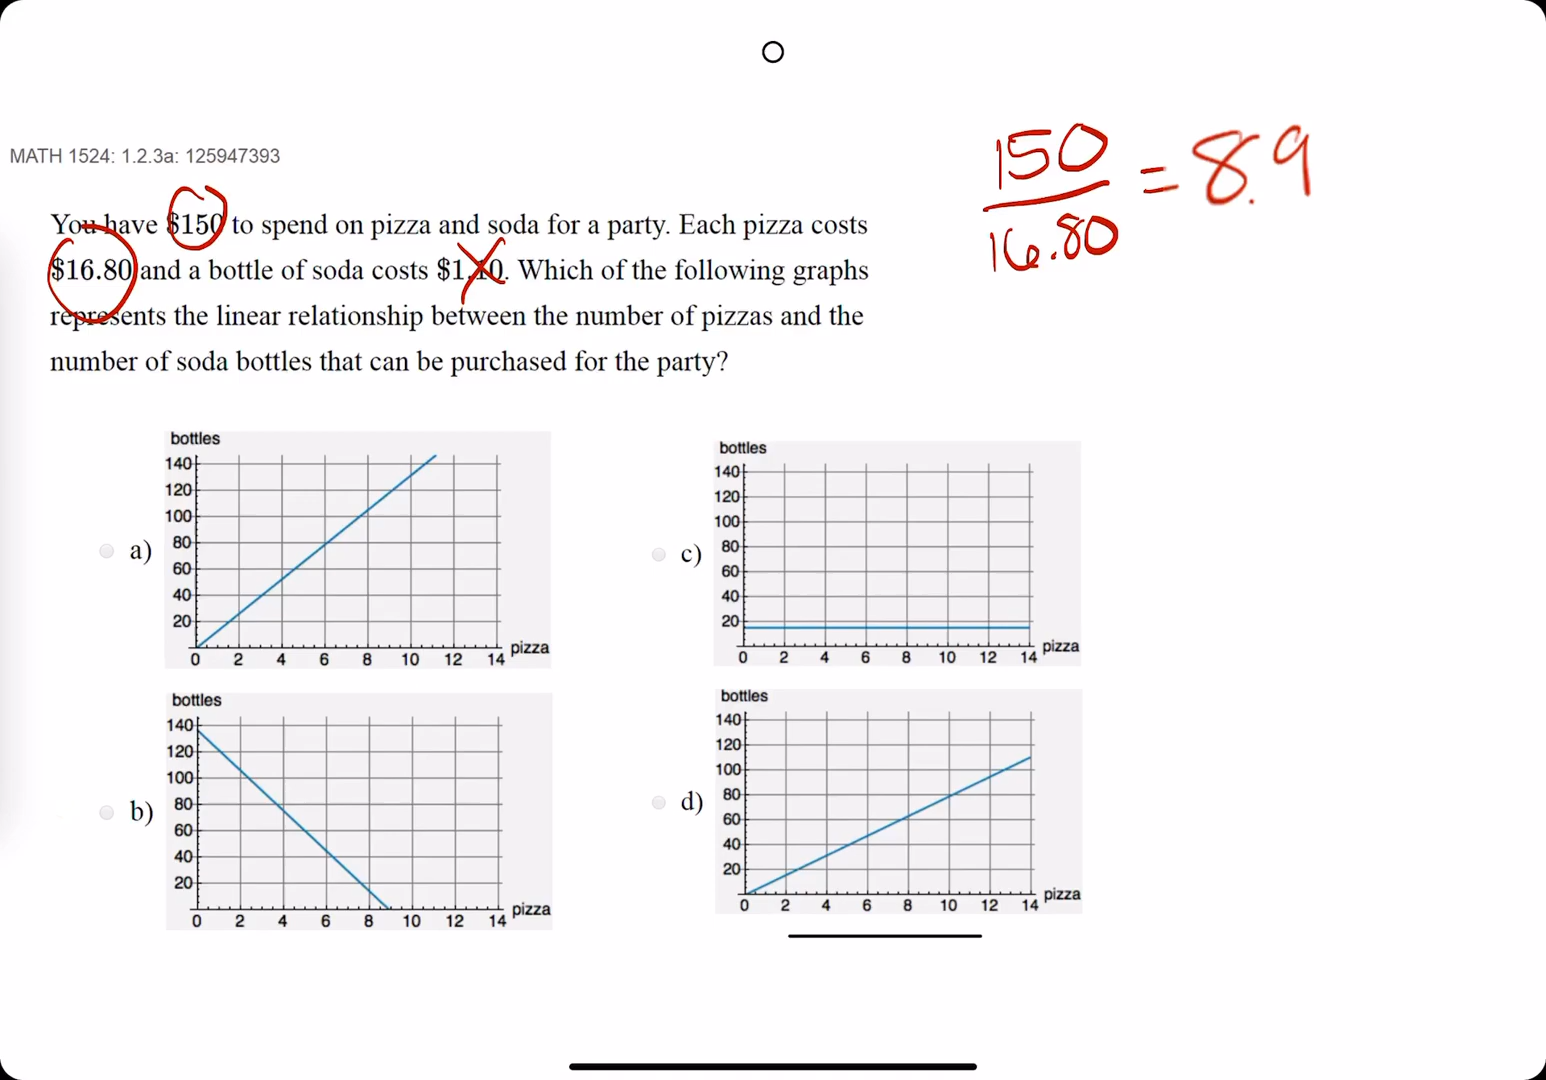 MATH 1524: 1.2.3a: 125947393
150
16.80
= 8.9
You have $150 to spend on pizza and soda for a party. Each pizza costs
$16.80 and a bottle of soda costs $1.10. Which of the following graphs
represents the linear relationship between the number of pizzas and the
number of soda bottles that can be purchased for the party?
a)
bottles
140
120
100
80
60
40
20
0 2 4 6 8 10 12 14 pizza
c)
bottles
140
120
100
80
60
40
20
0 2 4 6 8 10 12 14 pizza
b)
bottles
140
120
100
80
60
40
20
0 2 4 6 8 10 12 14 pizza
d)
bottles
140
120
100
80
60
40
20
0 2 4 6 8 10 12 14 pizza